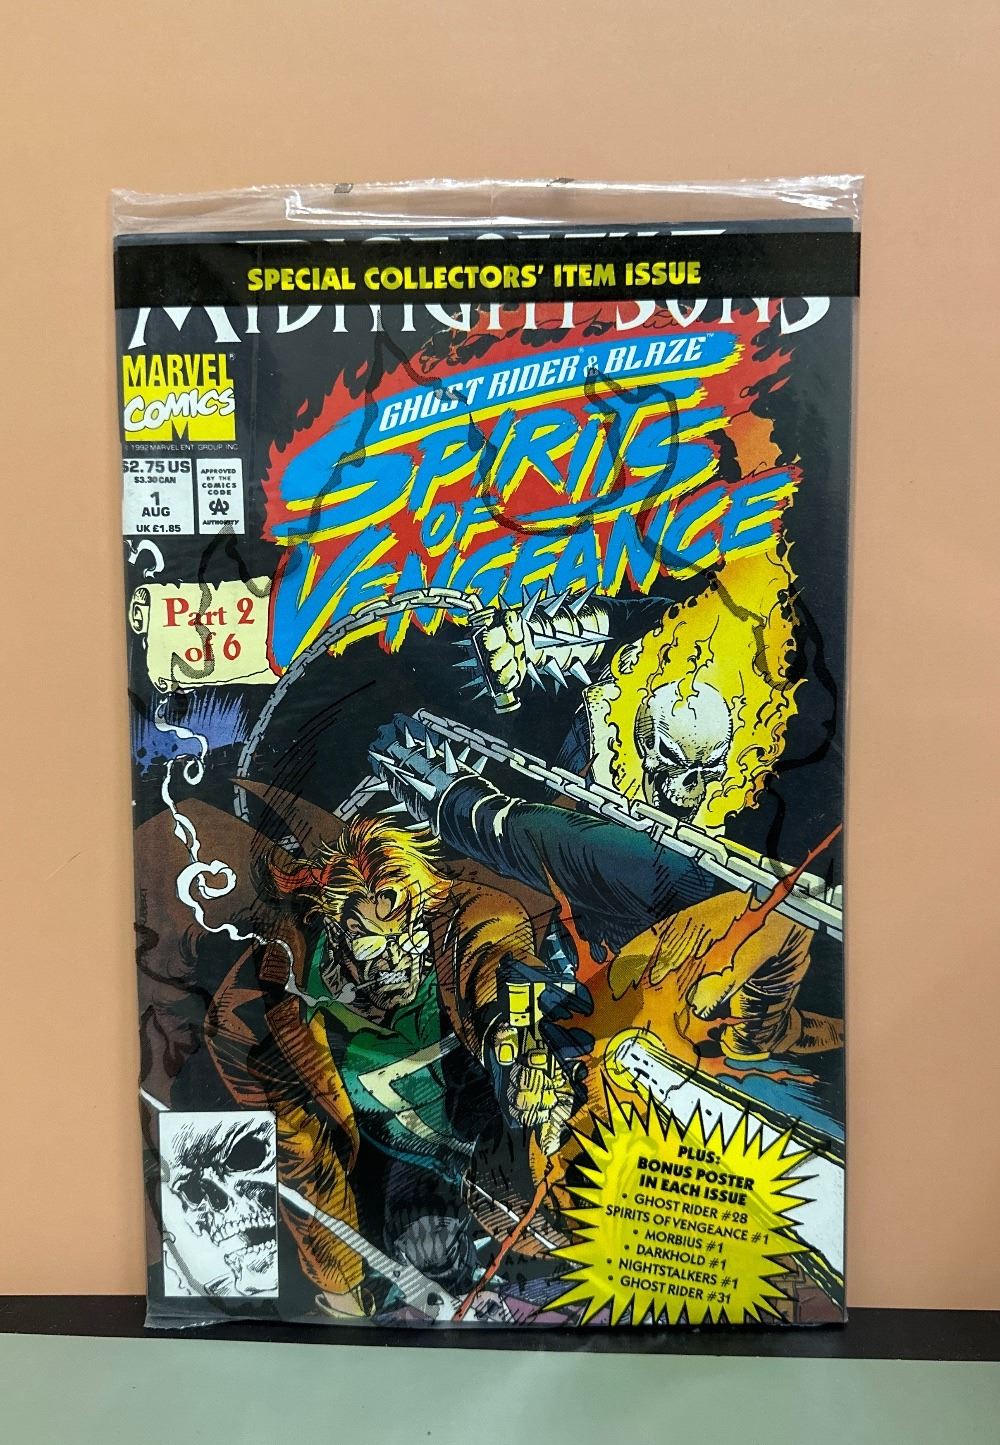 SPECIAL COLLECTORS' ITEM ISSUE
MIDNIGHT SONS
MARVEL®
COMICS
1992 MARVEL ENT. GROUP, INC.
$2.75 US
$3.30 CAN
1
AUG
UK £1.85
APPROVED
BY THE
COMICS
CODE
CA
AUTHORITY
GHOST RIDER® & BLAZE™
SPIRITS
OF
VENGEANCE™
Part 2
of 6
PLUS:
BONUS POSTER
IN EACH ISSUE
• GHOST RIDER #28
SPIRITS OF VENGEANCE #1
• MORBIUS #1
• DARKHOLD #1
• NIGHTSTALKERS #1
• GHOST RIDER #31